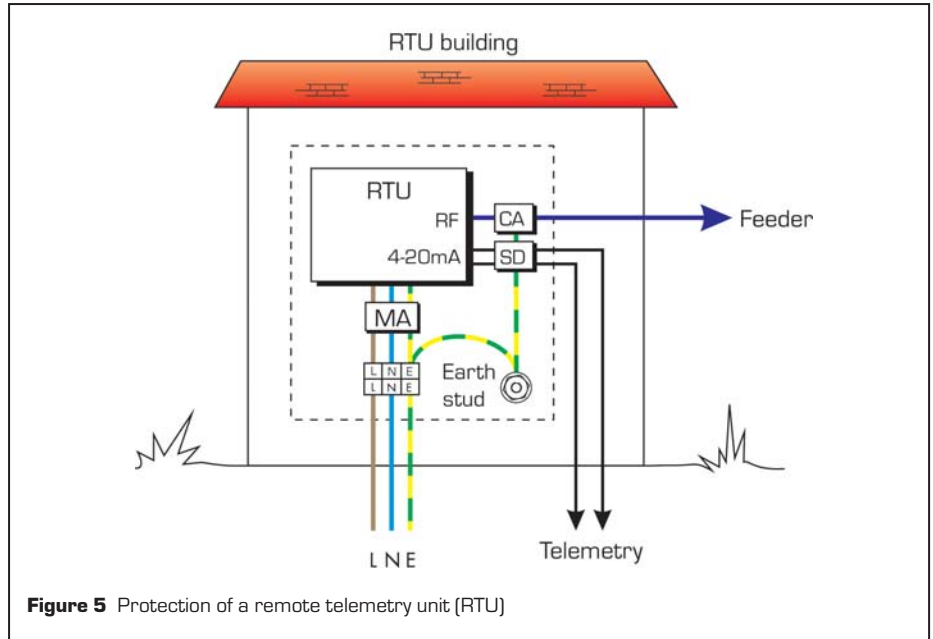 RTU building
RTU
RF
CA
Feeder
4-20mA
SD
MA
L N E
L N E
Earth
stud
L N E
Telemetry
Figure 5 Protection of a remote telemetry unit (RTU)